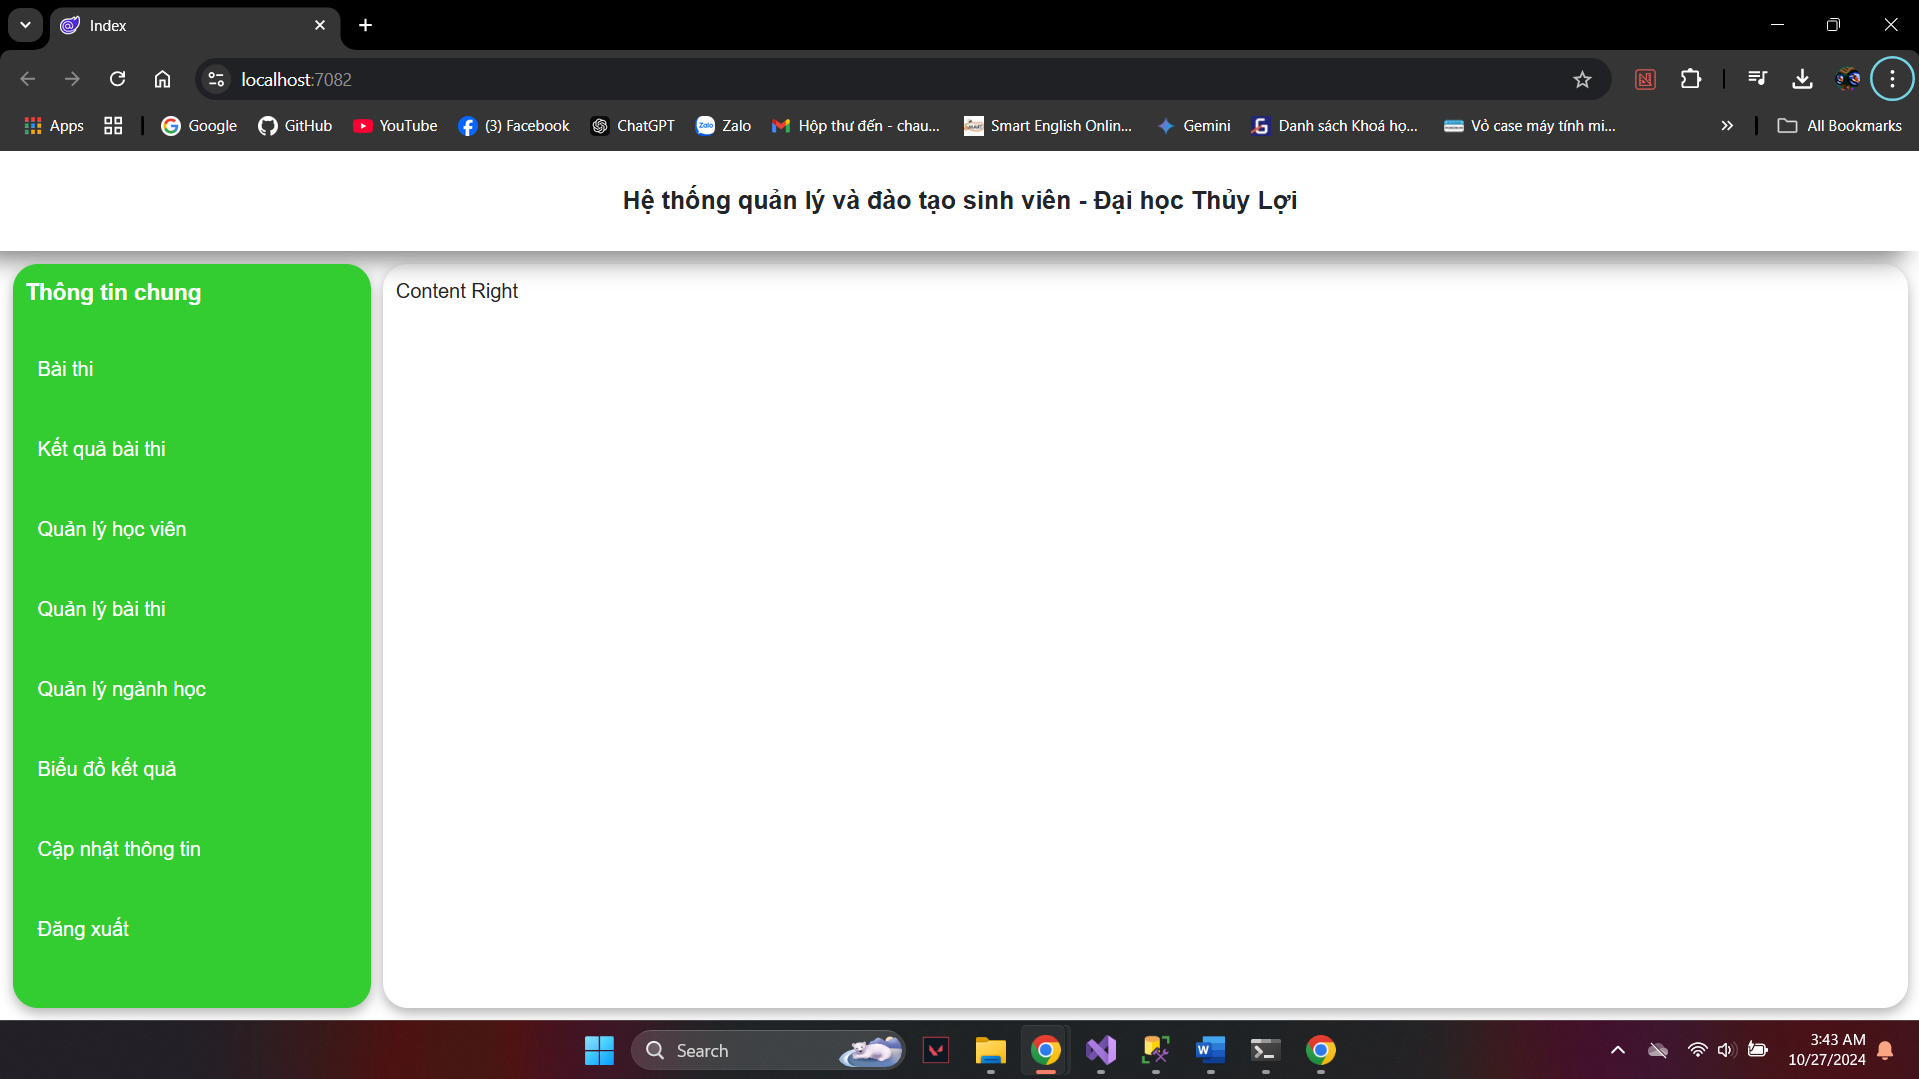 Index
localhost:7082
Apps
Google
GitHub
YouTube
(3) Facebook
ChatGPT
Zalo
Hộp thư đến - chau...
Smart English Onlin...
Gemini
Danh sách Khoá họ...
Vỏ case máy tính mi...
All Bookmarks
Hệ thống quản lý và đào tạo sinh viên - Đại học Thủy Lợi
Thông tin chung
Content Right
Bài thi
Kết quả bài thi
Quản lý học viên
Quản lý bài thi
Quản lý ngành học
Biểu đồ kết quả
Cập nhật thông tin
Đăng xuất
Search
3:43 AM
10/27/2024